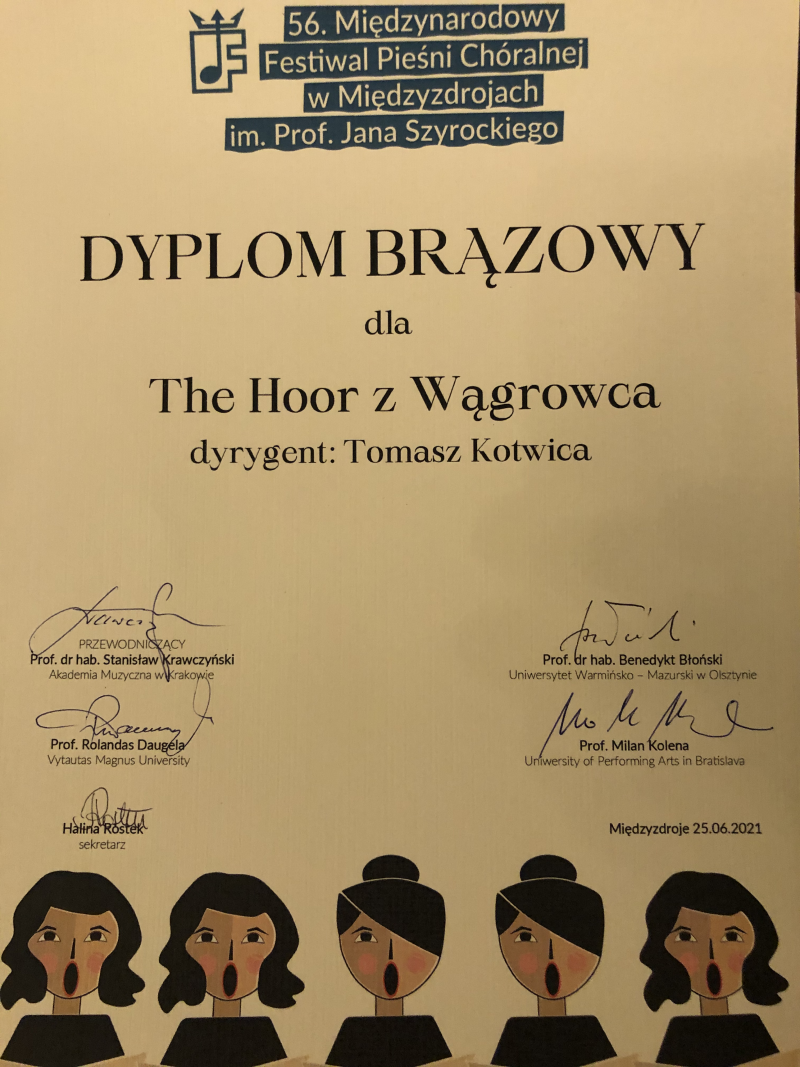 56. Międzynarodowy
Festiwal Pieśni Chóralnej
w Międzyzdrojach
im. Prof. Jana Szyrockiego
DYPLOM BRĄZOWY
dla
The Hoor z Wągrowca
dyrygent: Tomasz Kotwica
PRZEWODNICZĄCY
Prof. dr hab. Stanisław Krawczyński
Akademia Muzyczna w Krakowie
Prof. dr hab. Benedykt Błoński
Uniwersytet Warmińsko – Mazurski w Olsztynie
Prof. Rolandas Daugėla
Vytautas Magnus University
Prof. Milan Kolena
University of Performing Arts in Bratislava
Halina Rostek
sekretarz
Międzyzdroje 25.06.2021